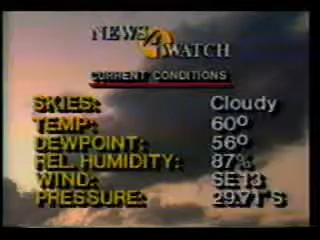 NEWS 4 WATCH
CURRENT CONDITIONS
SKIES: Cloudy
TEMP: 60°
DEWPOINT: 56°
REL. HUMIDITY: 87%
WIND: SE 13
PRESSURE: 29.71"S